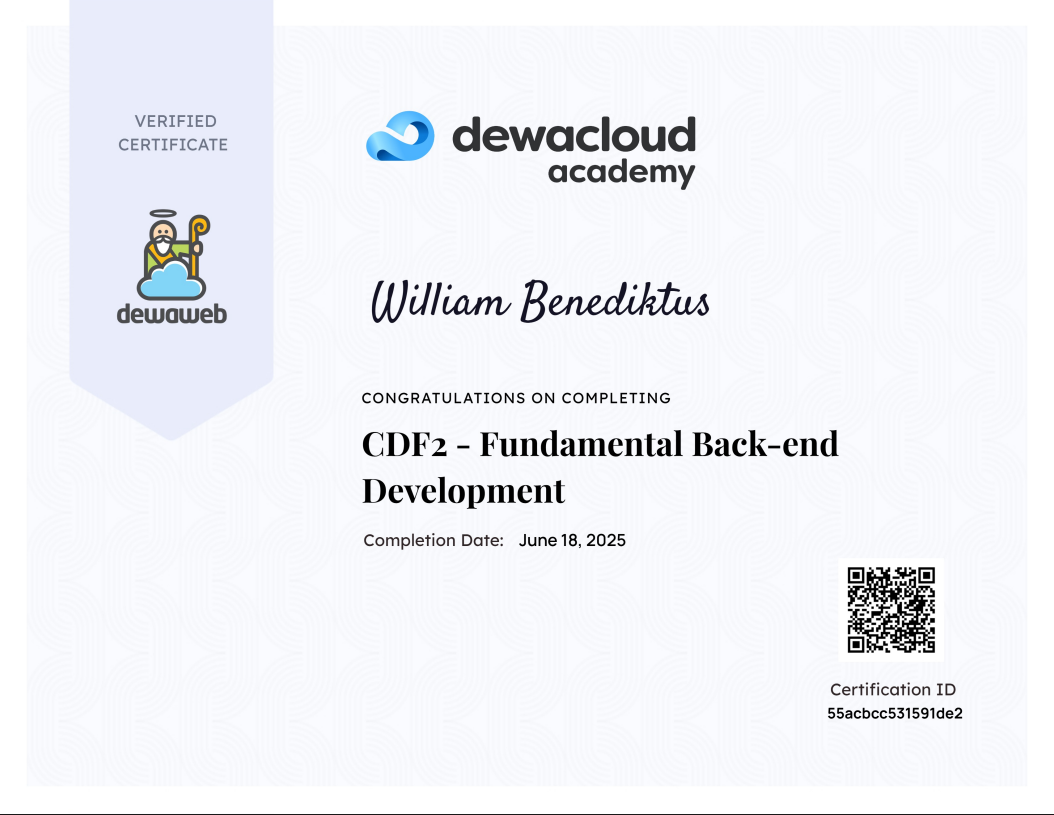 VERIFIED
CERTIFICATE
dewaweb
dewacloud
academy
William Benediktus
CONGRATULATIONS ON COMPLETING
CDF2 - Fundamental Back-end
Development
Completion Date: June 18, 2025
Certification ID
55acbcc531591de2